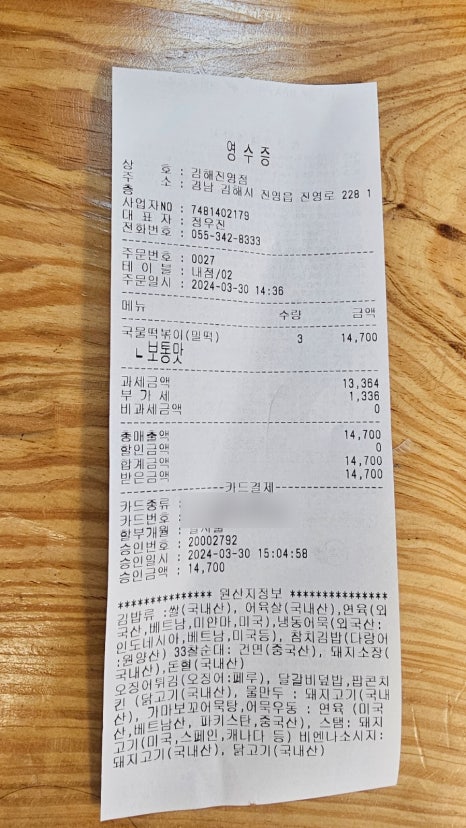 영수증
상 호 : 김해진영점
주 소 : 경남 김해시 진영읍 진영로 228 1
층
사업자NO : 7481402179
대 표 자 : 정우진
전화번호 : 055-342-8333
주문번호 : 0027
테 이 블 : 내점/02
주문일시 : 2024-03-30 14:36
메뉴 수량 금액
국물떡볶이(밀떡) 3 14,700
ㄴ보통맛
과세금액 13,364
부 가 세 1,336
비과세금액 0
총매출액 14,700
할인금액 0
합계금액 14,700
받은금액 14,700
카드결제
카드종류 :
카드번호 :
할부개월 :
승인번호 : 20002792
승인일시 : 2024-03-30 15:04:58
승인금액 : 14,700
*************** 원산지정보 ***************
김밥류 :쌀(국내산), 어육살(국내산),연육(외
국산,베트남,미얀마,미국),냉동어묵(외국산:
인도네시아,베트남,미국등), 참치김밥(다랑어
:원양산) 33찰순대: 건면(중국산), 돼지소장(
국내산),돈혈(국내산)
오징어튀김(오징어:페루), 닭갈비덮밥,팝콘치
킨 (닭고기(국내산), 물만두 : 돼지고기(국내
산), 가마보꼬어묵탕,어묵우동 : 연육 (미국
산,베트남산, 파키스탄,중국산), 스탬: 돼지
고기(미국,스페인,캐나다 등) 비엔나소시지:
돼지고기(국내산), 닭고기(국내산)